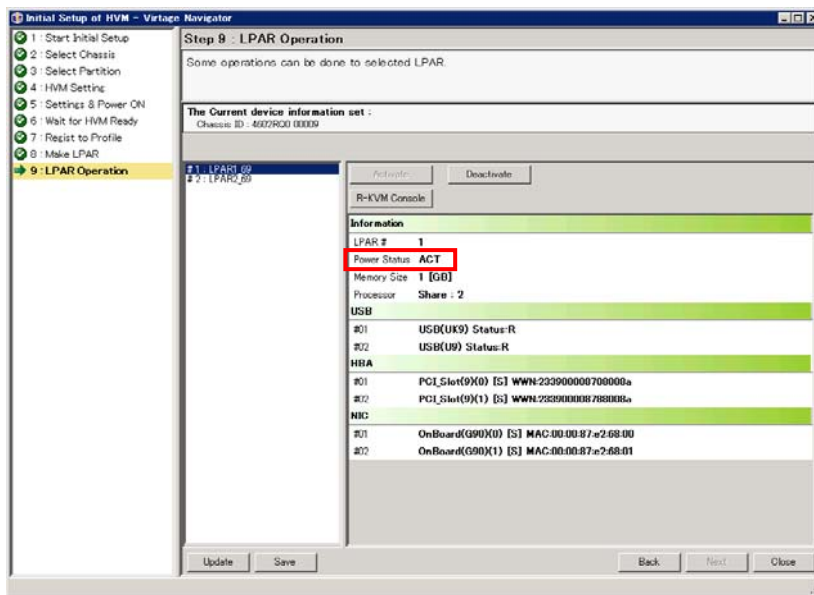 Initial Setup of HVM - Virtage Navigator
1 : Start Initial Setup
2 : Select Chassis
3 : Select Partition
4 : HVM Setting
5 : Settings & Power ON
6 : Wait for HVM Ready
7 : Regist to Profile
8 : Make LPAR
9 : LPAR Operation
Step 9 : LPAR Operation
Some operations can be done to selected LPAR.
The Current device information set :
Chassis ID : 4602RQ0 00009
#1 : LPAR1_69
#2 : LPAR2_69
Activate Deactivate
R-KVM Console
Information
LPAR # 1
Power Status ACT
Memory Size 1 [GB]
Processor Share : 2
USB
#01 USB(UK9) Status:R
#02 USB(U9) Status:R
HBA
#01 PCI_Slot(9)(0) [S] WWN:233900008700008a
#02 PCI_Slot(9)(1) [S] WWN:233900008788008a
NIC
#01 OnBoard(G90)(0) [S] MAC:00:00:87:e2:68:00
#02 OnBoard(G90)(1) [S] MAC:00:00:87:e2:68:01
Update Save Back Next Close